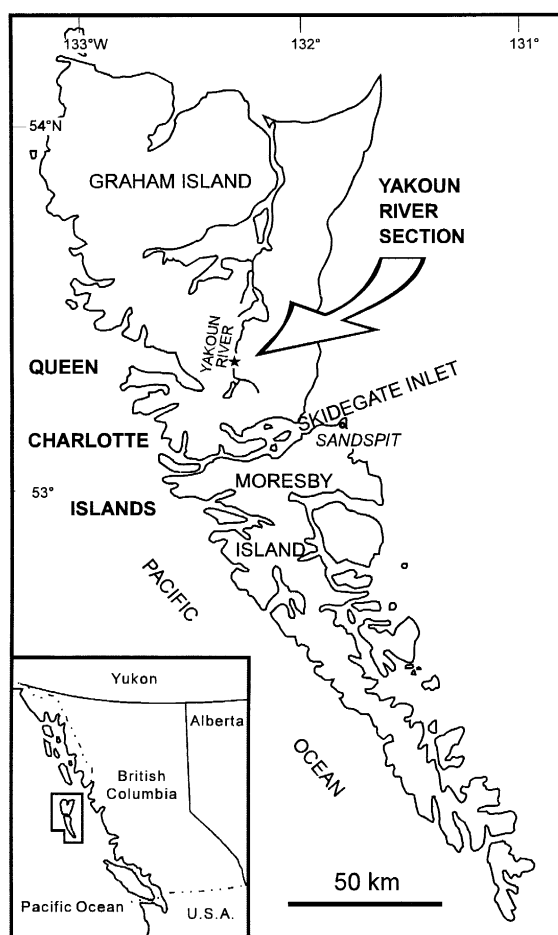 133°W
132°
131°
54°N
GRAHAM ISLAND
YAKOUN
RIVER
SECTION
YAKOUN
RIVER
QUEEN
SKIDEGATE INLET
CHARLOTTE
SANDSPIT
53°
MORESBY
ISLANDS
ISLAND
PACIFIC
OCEAN
Yukon
Alberta
British
Columbia
Pacific Ocean
U.S.A.
50 km